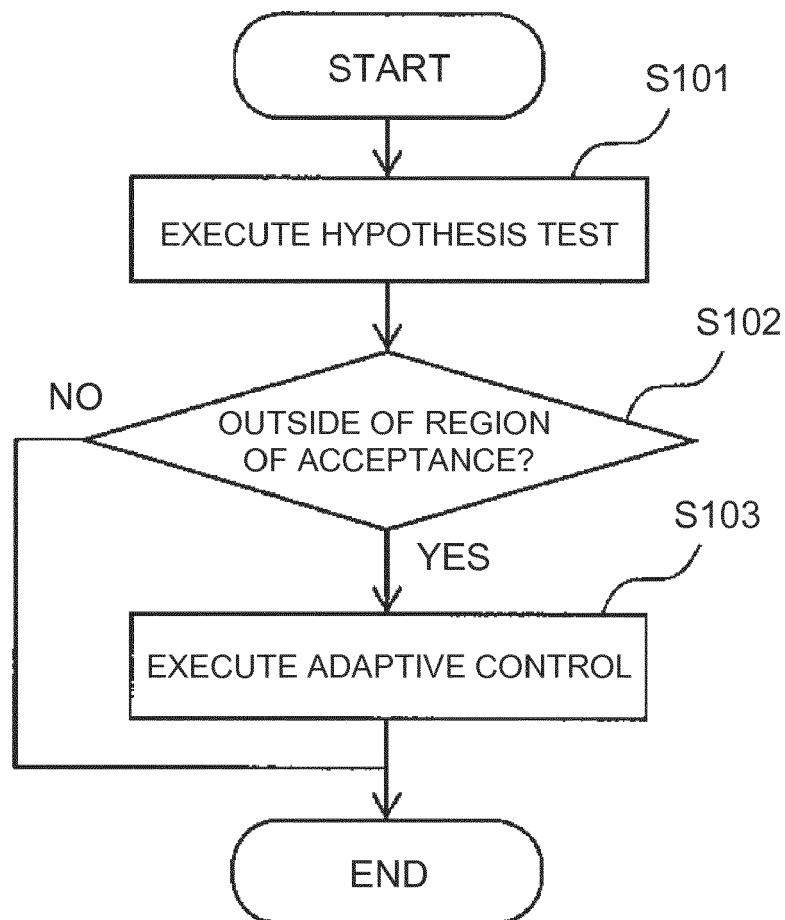 START
S101
EXECUTE HYPOTHESIS TEST
S102
NO
OUTSIDE OF REGION
OF ACCEPTANCE?
S103
YES
EXECUTE ADAPTIVE CONTROL
END